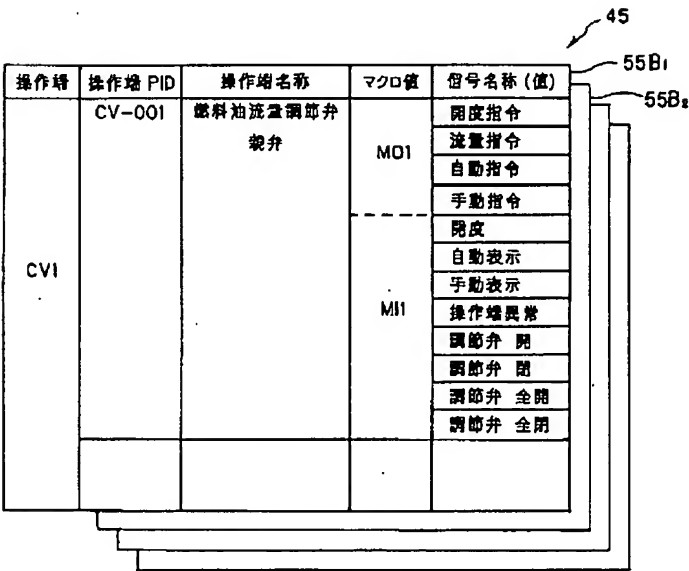 45
55B1
55B2
操作端 操作端 PID 操作端名称 マクロ値 信号名称 (値)
CV1 CV-001 燃料油流量調節弁
親弁
MO1
開度指令
流量指令
自動指令
手動指令
MI1
開度
自動表示
手動表示
操作端異常
調節弁 開
調節弁 閉
調節弁 全開
調節弁 全閉